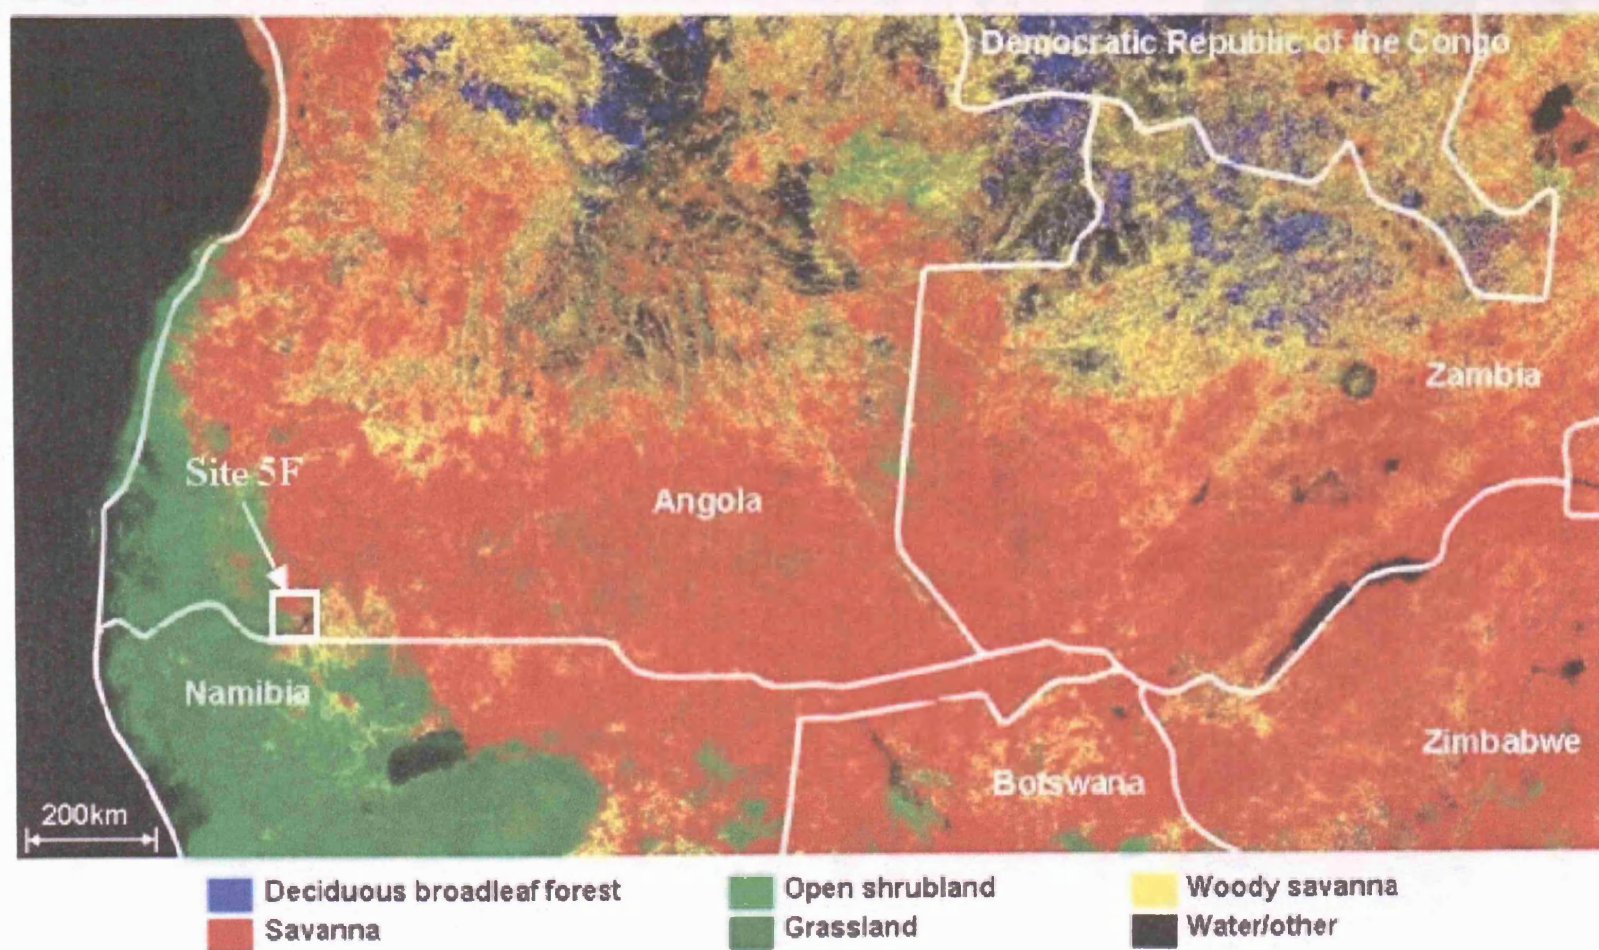 Democratic Republic of the Congo
Zambia
Site 5F
Angola
Namibia
Zimbabwe
Botswana
200km
Deciduous broadleaf forest
Open shrubland
Woody savanna
Savanna
Grassland
Water/other